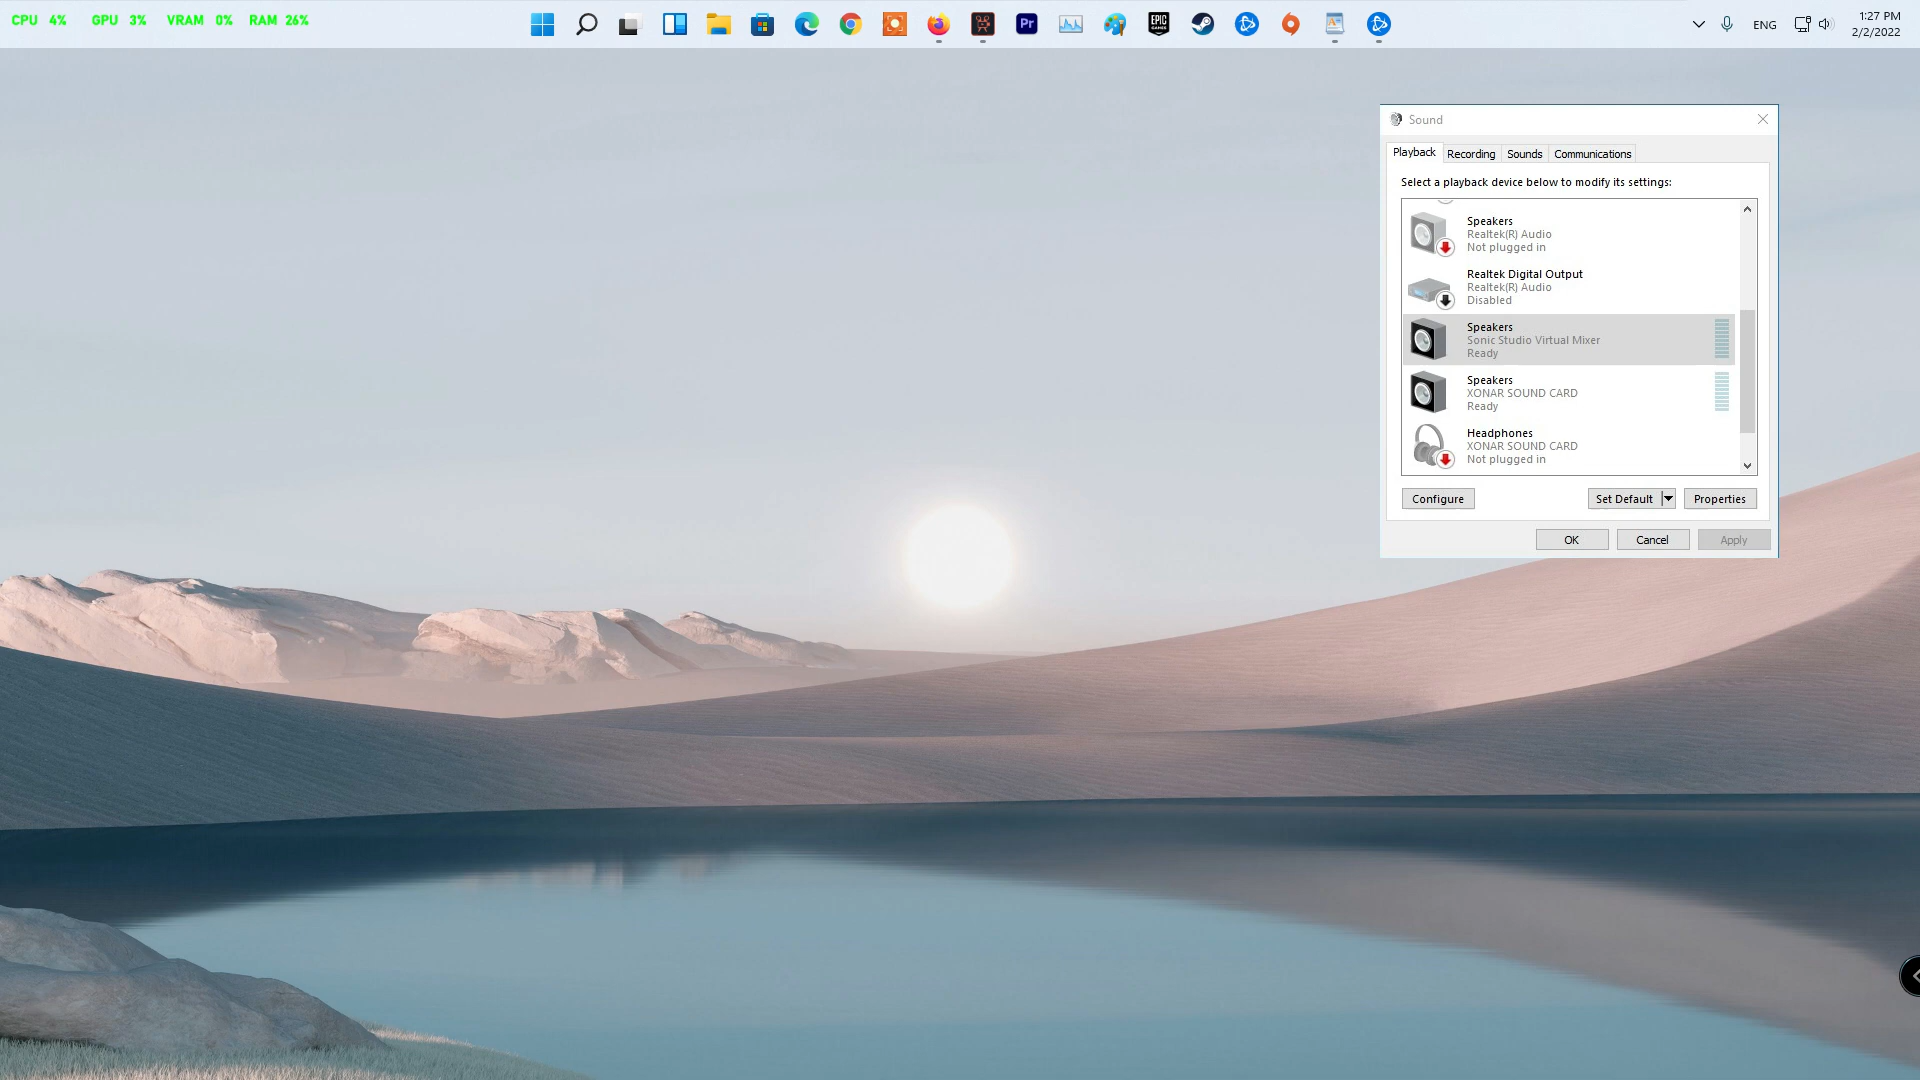 CPU 4% GPU 3% VRAM 0% RAM 26%
Pr
EPIC
GAMES
ENG
1:27 PM
2/2/2022
Sound
Playback Recording Sounds Communications
Select a playback device below to modify its settings:
Speakers
Realtek(R) Audio
Not plugged in
Realtek Digital Output
Realtek(R) Audio
Disabled
Speakers
Sonic Studio Virtual Mixer
Ready
Speakers
XONAR SOUND CARD
Ready
Headphones
XONAR SOUND CARD
Not plugged in
Configure Set Default Properties
OK Cancel Apply